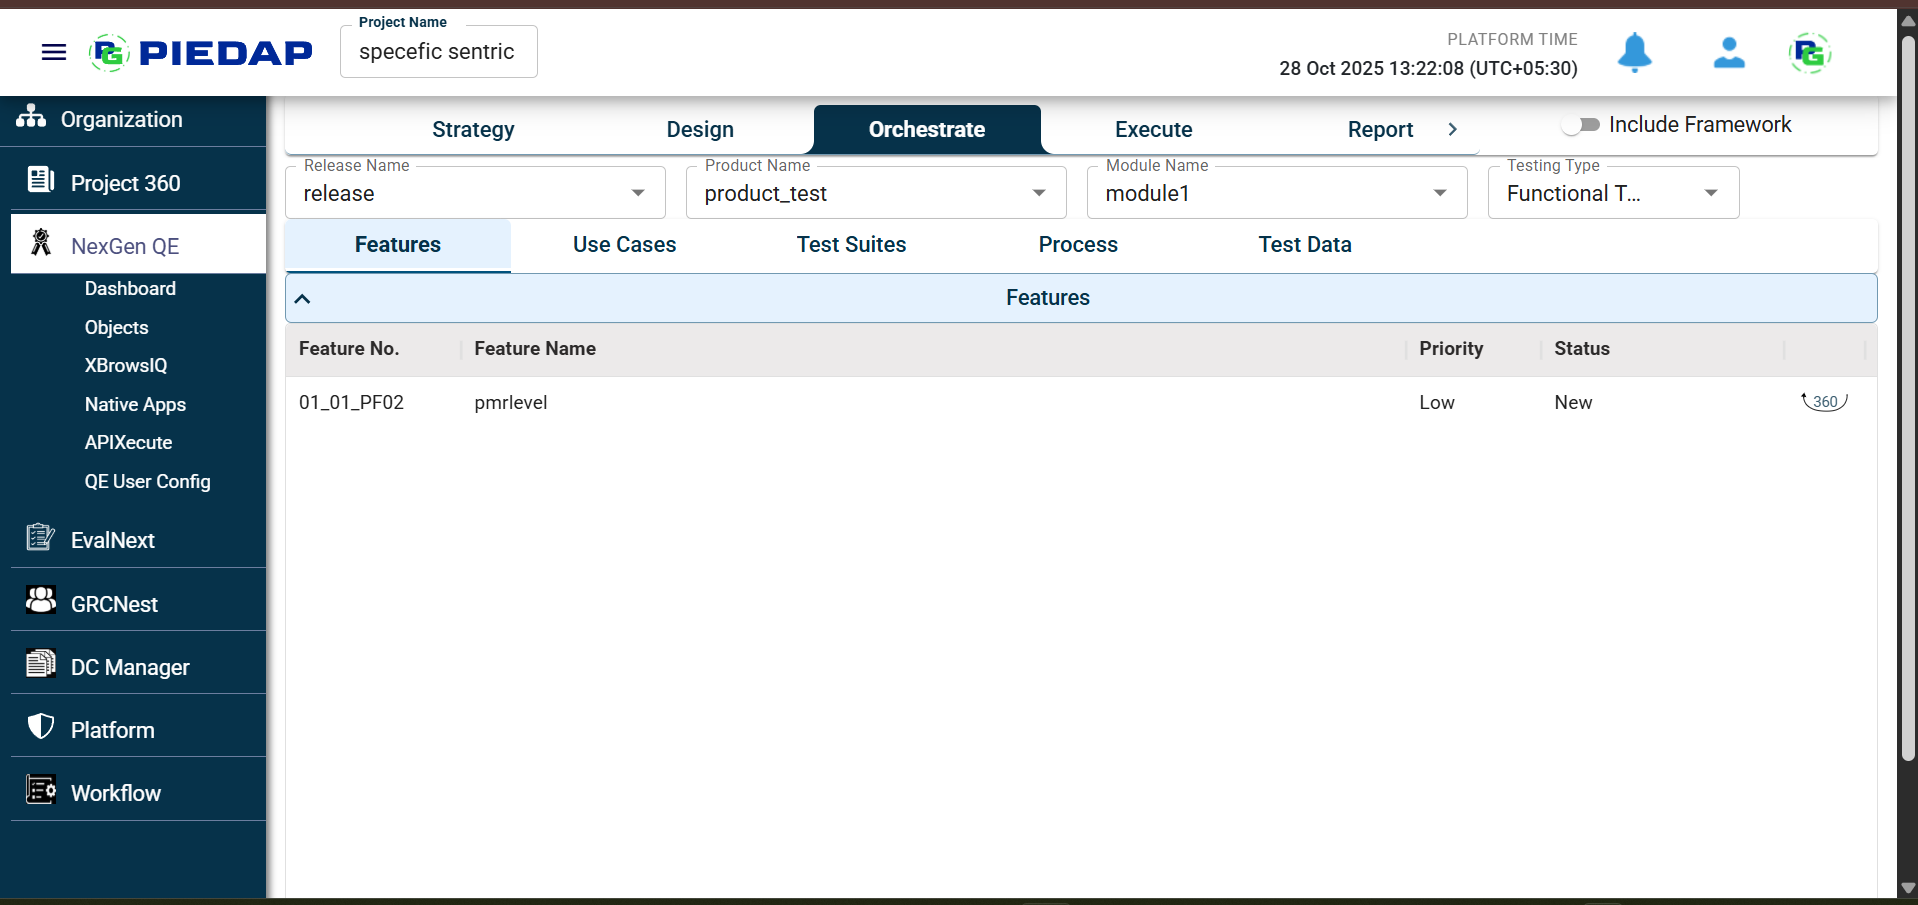 Project Name
PG PIEDAP
specefic sentric
PLATFORM TIME
28 Oct 2025 13:22:08 (UTC+05:30)
PG
Organization
Project 360
NexGen QE
Dashboard
Objects
XBrowsIQ
Native Apps
APIXecute
QE User Config
EvalNext
GRCNest
DC Manager
Platform
Workflow
Strategy Design Orchestrate Execute Report Include Framework
Release Name Product Name Module Name Testing Type
release product_test module1 Functional T...
Features Use Cases Test Suites Process Test Data
Features
Feature No. Feature Name Priority Status
01_01_PF02 pmrlevel Low New 360